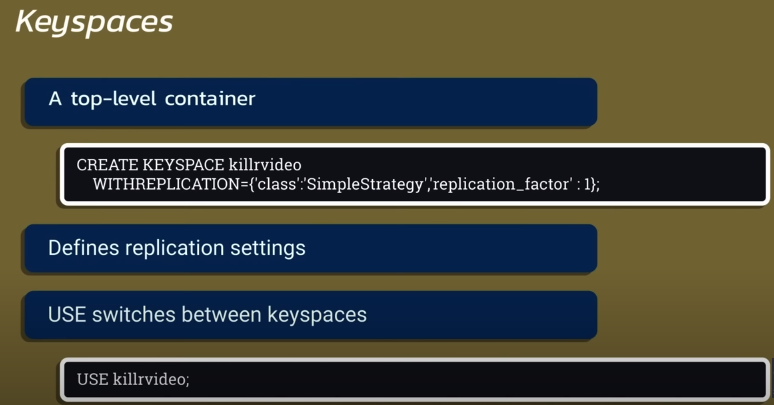 Keyspaces
A top-level container
CREATE KEYSPACE killrvideo
WITHREPLICATION={'class':'SimpleStrategy','replication_factor' : 1};
Defines replication settings
USE switches between keyspaces
USE killrvideo;